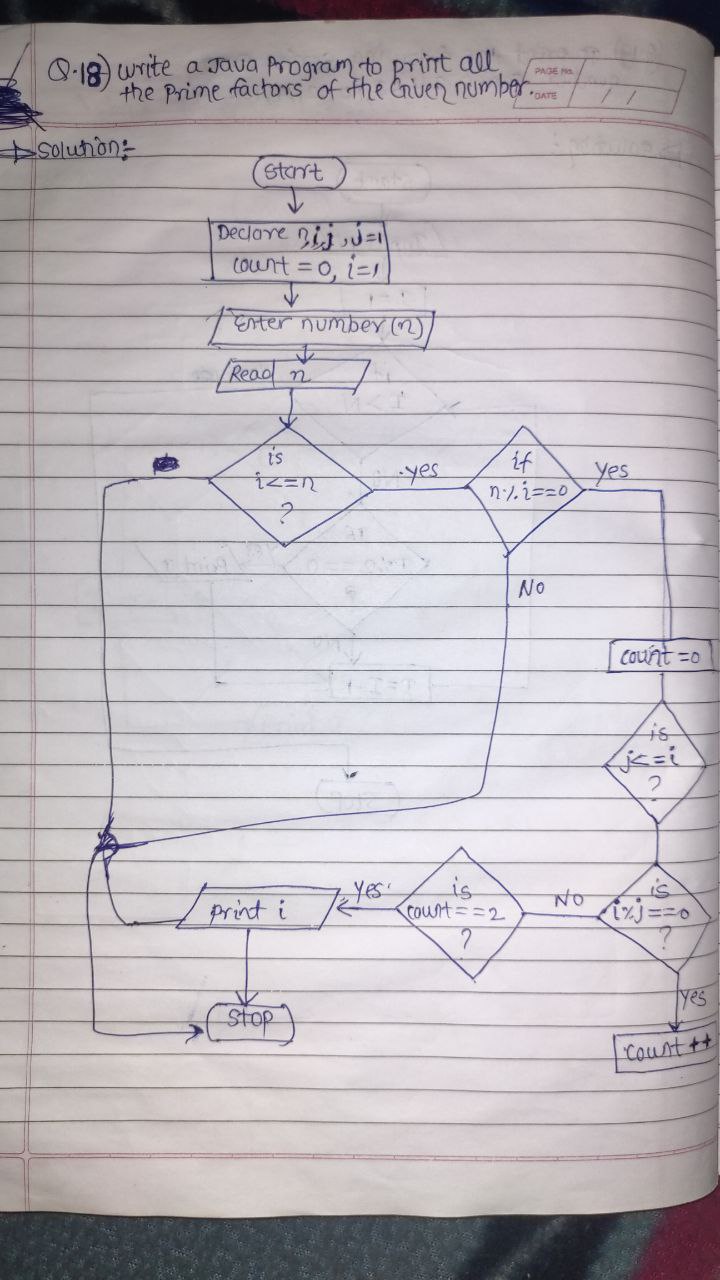 Q.18) write a Java Program to print all
the Prime factors of the Given number.
PAGE No.
DATE / /
Solution:-
Start
Declare n,i,j, j=1
count = 0, i=1
Enter number (n)
Read n
is
i<=n
?
yes
if
n%i==0
yes
No
count =0
is
j<=i
?
is
i%j==0
?
NO
is
count==2
?
yes
print i
yes
stop
count ++